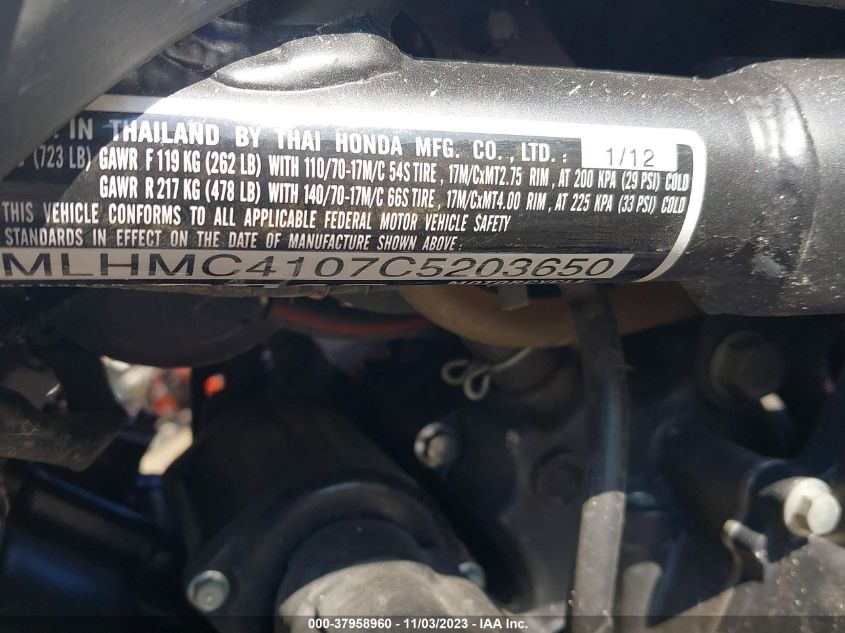 IN THAILAND BY THAI HONDA MFG. CO., LTD.: 1/12
(723 LB) GAWR F 119 KG (262 LB) WITH 110/70-17M/C 54S TIRE, 17M/CxMT2.75 RIM, AT 200 KPA (29 PSI) COLD
GAWR R 217 KG (478 LB) WITH 140/70-17M/C 66S TIRE, 17M/CxMT4.00 RIM, AT 225 KPA (33 PSI) COLD
THIS VEHICLE CONFORMS TO ALL APPLICABLE FEDERAL MOTOR VEHICLE SAFETY
STANDARDS IN EFFECT ON THE DATE OF MANUFACTURE SHOWN ABOVE.
MLHMC4107C5203650
MOTORCYCLE
000-37958960 - 11/03/2023 - © IAA Inc.